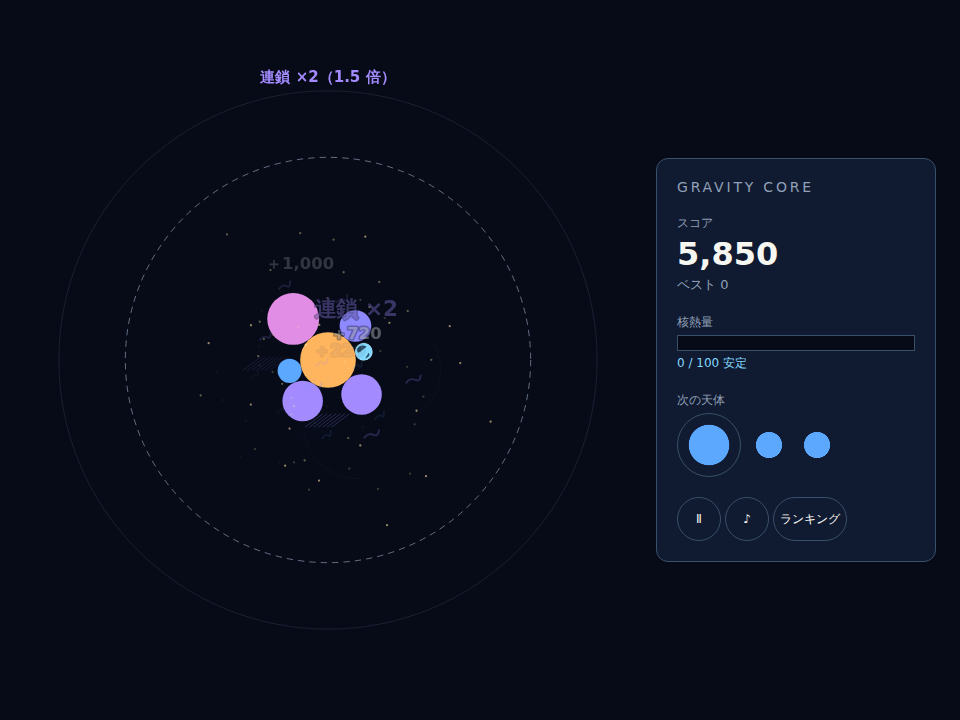 連鎖 ×2（1.5 倍）
+1,000
連鎖 ×2
+720
GRAVITY CORE
スコア
5,850
ベスト 0
核熱量
0 / 100 安定
次の天体
Ⅱ
♪
ランキング